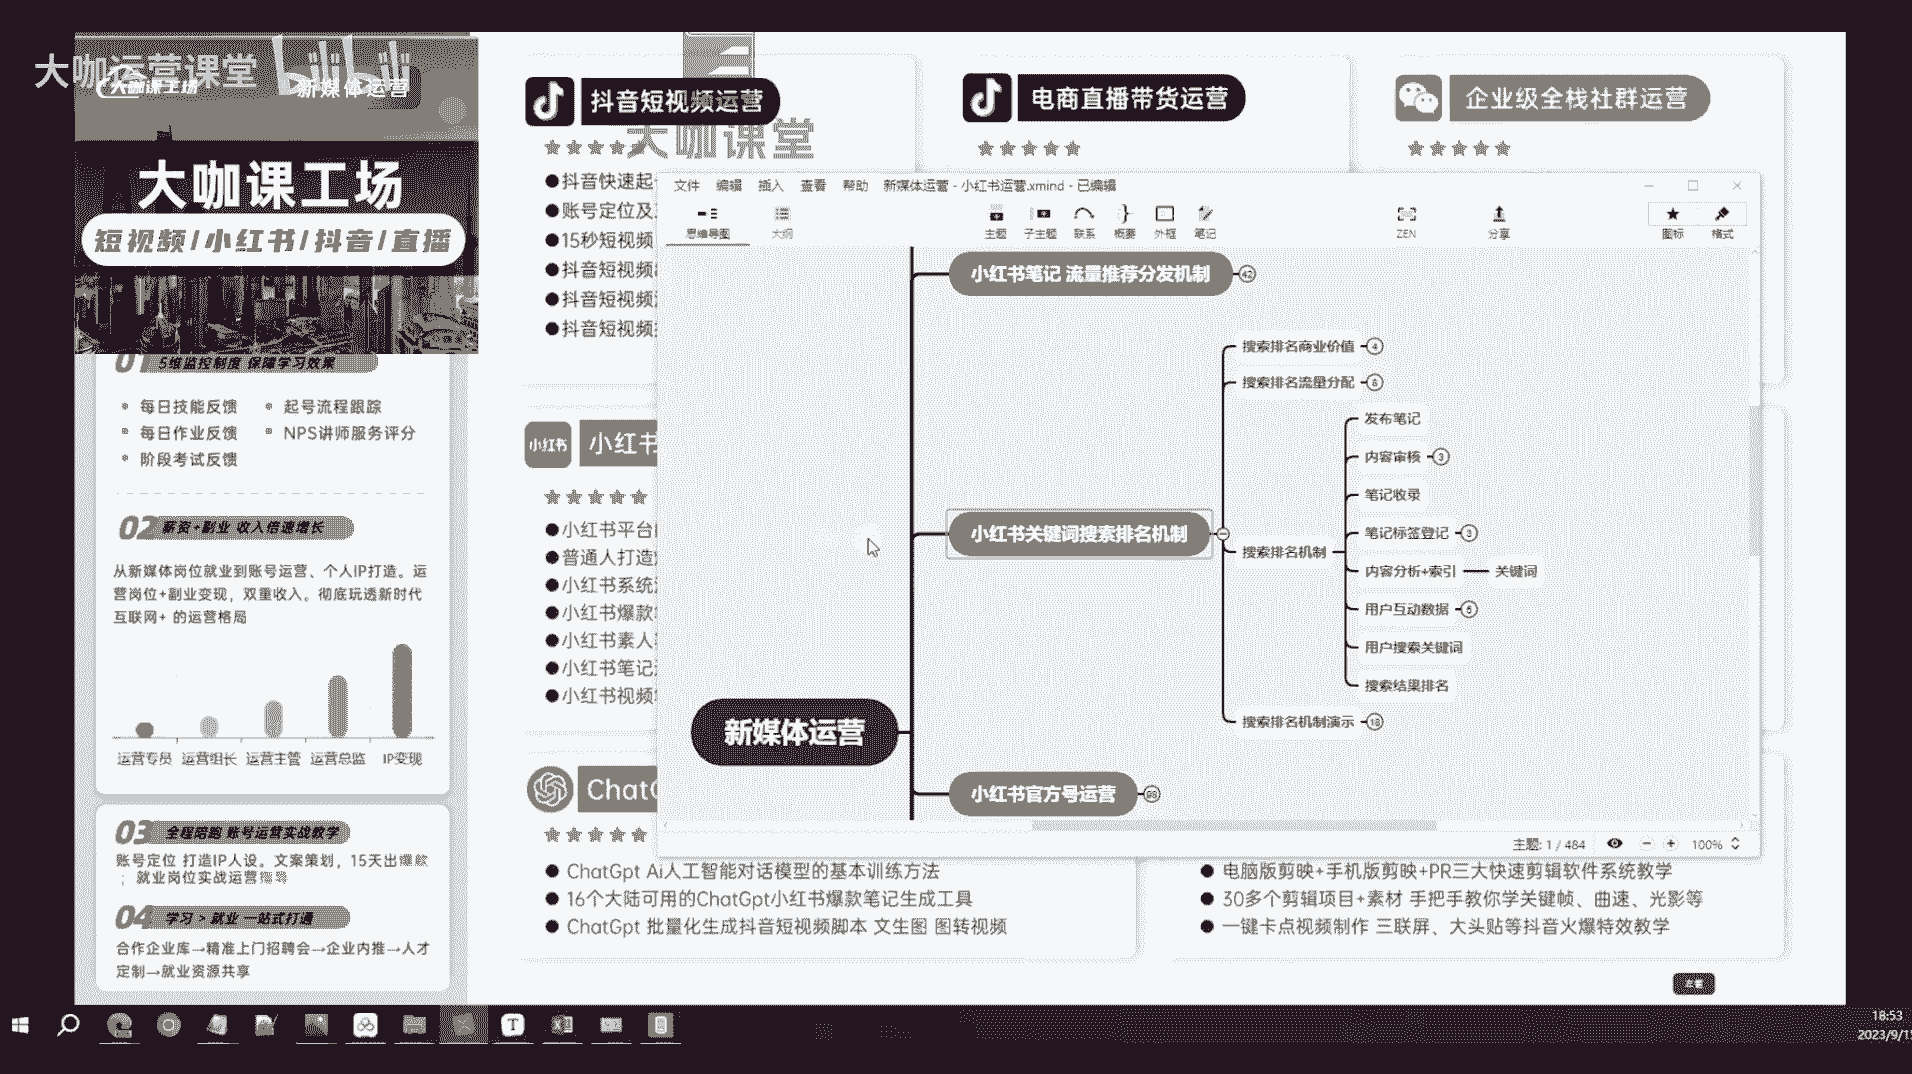 大咖运营课堂
大咖课工场
新媒体运营
大咖课工场
短视频/小红书/抖音/直播
01 5维监控制度 保障学习效果
每日技能反馈
起号流程跟踪
每日作业反馈
NPS讲师服务评分
阶段考试反馈
02 薪资+副业 收入倍速增长
从新媒体岗位就业到账号运营、个人IP打造。运
营岗位+副业变现，双重收入。彻底玩透新时代
互联网+ 的运营格局
运营专员 运营组长 运营主管 运营总监 IP变现
03 全程陪跑 账号运营实战教学
账号定位 打造IP人设。文案策划，15天出爆款
；就业岗位实战运营指导
04 学习 > 就业 一站式打通
合作企业库→精准上门招聘会→企业内推→人才
定制→就业资源共享
抖音短视频运营
大咖课堂
抖音快速起
账号定位及
15秒短视频
抖音短视频
抖音短视频
抖音短视频
电商直播带货运营
企业级全栈社群运营
小红书
小红书
小红书平台
普通人打造
小红书系统
小红书爆款
小红书素人
小红书笔记
小红书视频
文件 编辑 插入 查看 帮助 新媒体运营 - 小红书运营.xmind - 已编辑
思维导图 大纲 主题 子主题 联系 概要 外框 笔记 ZEN 分享 图标 格式
小红书笔记 流量推荐分发机制 42
搜索排名商业价值 4
搜索排名流量分配
发布笔记
内容审核 3
笔记收录
小红书关键词搜索排名机制
笔记标签登记 3
搜索排名机制
内容分析+索引 关键词
用户互动数据
用户搜索关键词
搜索结果排名
搜索排名机制演示 18
新媒体运营
小红书官方号运营
主题: 1 / 484 100%
ChatG
ChatGpt Ai人工智能对话模型的基本训练方法
16个大陆可用的ChatGpt小红书爆款笔记生成工具
ChatGpt 批量化生成抖音短视频脚本 文生图 图转视频
电脑版剪映+手机版剪映+PR三大快速剪辑软件系统教学
30多个剪辑项目+素材 手把手教你学关键帧、曲速、光影等
一键卡点视频制作 三联屏、大头贴等抖音火爆特效教学
18:53
2023/9/1